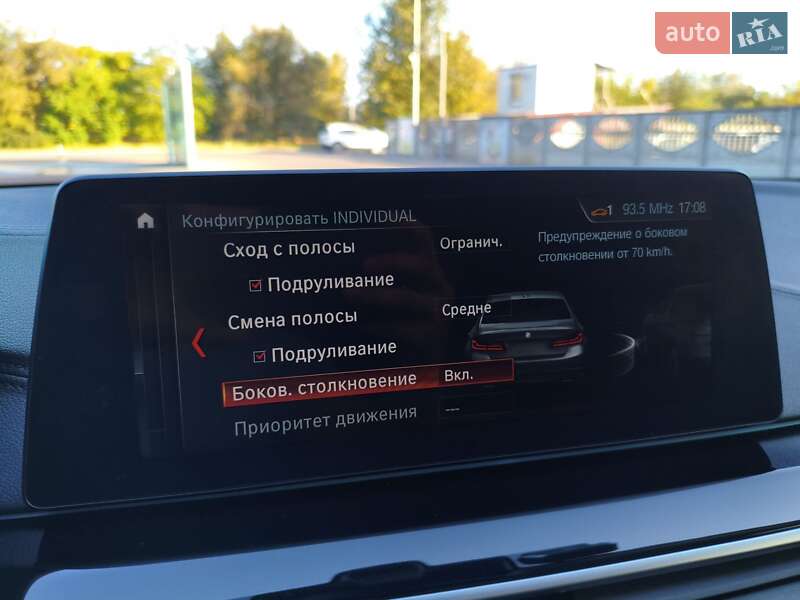 auto RIA
Конфигурировать INDIVIDUAL
1 93.5 MHz 17:08
Сход с полосы Огранич.
Подруливание
Смена полосы Средне
Подруливание
Боков. столкновение Вкл.
Приоритет движения ---
Предупреждение о боковом
столкновении от 70 km/h.